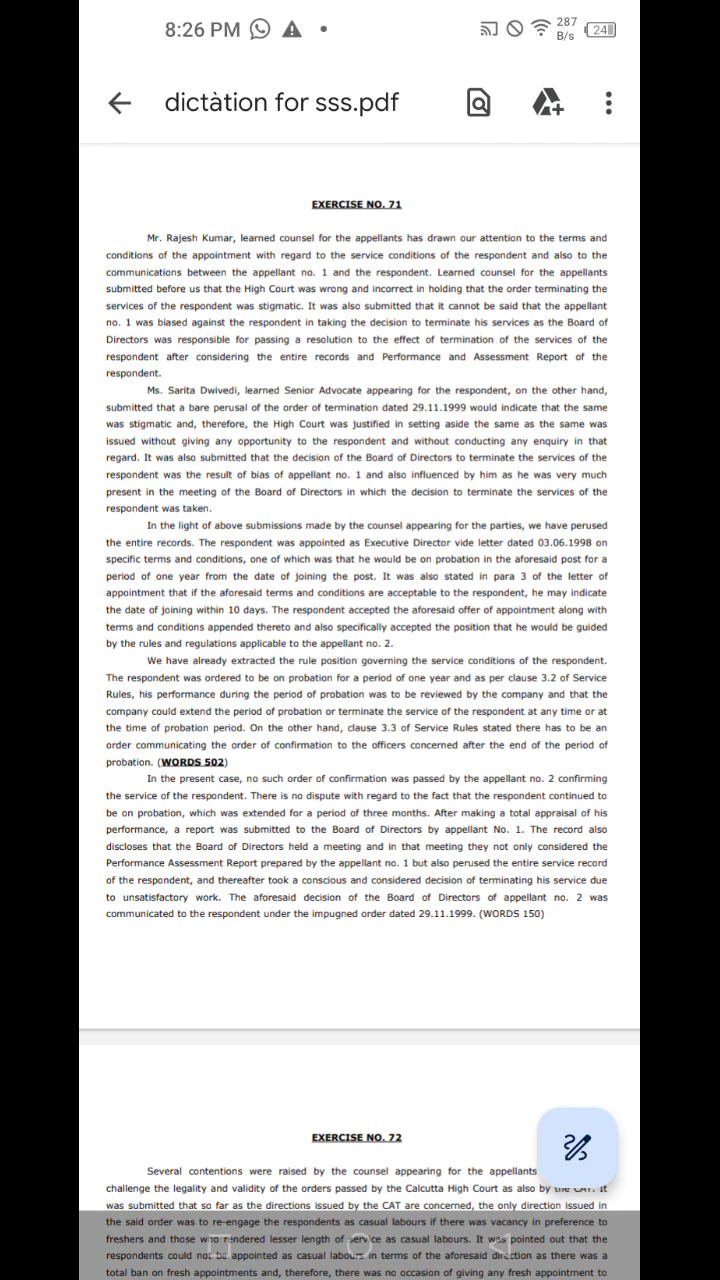 8:26 PM
287 B/s
24
dictàtion for sss.pdf
EXERCISE NO. 71
Mr. Rajesh Kumar, learned counsel for the appellants has drawn our attention to the terms and
conditions of the appointment with regard to the service conditions of the respondent and also to the
communications between the appellant no. 1 and the respondent. Learned counsel for the appellants
submitted before us that the High Court was wrong and incorrect in holding that the order terminating the
services of the respondent was stigmatic. It was also submitted that it cannot be said that the appellant
no. 1 was biased against the respondent in taking the decision to terminate his services as the Board of
Directors was responsible for passing a resolution to the effect of termination of the services of the
respondent after considering the entire records and Performance and Assessment Report of the
respondent.
Ms. Sarita Dwivedi, learned Senior Advocate appearing for the respondent, on the other hand,
submitted that a bare perusal of the order of termination dated 29.11.1999 would indicate that the same
was stigmatic and, therefore, the High Court was justified in setting aside the same as the same was
issued without giving any opportunity to the respondent and without conducting any enquiry in that
regard. It was also submitted that the decision of the Board of Directors to terminate the services of the
respondent was the result of bias of appellant no. 1 and also influenced by him as he was very much
present in the meeting of the Board of Directors in which the decision to terminate the services of the
respondent was taken.
In the light of above submissions made by the counsel appearing for the parties, we have perused
the entire records. The respondent was appointed as Executive Director vide letter dated 03.06.1998 on
specific terms and conditions, one of which was that he would be on probation in the aforesaid post for a
period of one year from the date of joining the post. It was also stated in para 3 of the letter of
appointment that if the aforesaid terms and conditions are acceptable to the respondent, he may indicate
the date of joining within 10 days. The respondent accepted the aforesaid offer of appointment along with
terms and conditions appended thereto and also specifically accepted the position that he would be guided
by the rules and regulations applicable to the appellant no. 2.
We have already extracted the rule position governing the service conditions of the respondent.
The respondent was ordered to be on probation for a period of one year and as per clause 3.2 of Service
Rules, his performance during the period of probation was to be reviewed by the company and that the
company could extend the period of probation or terminate the service of the respondent at any time or at
the time of probation period. On the other hand, clause 3.3 of Service Rules stated there has to be an
order communicating the order of confirmation to the officers concerned after the end of the period of
probation. (WORDS 502)
In the present case, no such order of confirmation was passed by the appellant no. 2 confirming
the service of the respondent. There is no dispute with regard to the fact that the respondent continued to
be on probation, which was extended for a period of three months. After making a total appraisal of his
performance, a report was submitted to the Board of Directors by appellant No. 1. The record also
discloses that the Board of Directors held a meeting and in that meeting they not only considered the
Performance Assessment Report prepared by the appellant no. 1 but also perused the entire service record
of the respondent, and thereafter took a conscious and considered decision of terminating his service due
to unsatisfactory work. The aforesaid decision of the Board of Directors of appellant no. 2 was
communicated to the respondent under the impugned order dated 29.11.1999. (WORDS 150)
EXERCISE NO. 72
Several contentions were raised by the counsel appearing for the appellants
challenge the legality and validity of the orders passed by the Calcutta High Court as also by the CAT. It
was submitted that so far as the directions issued by the CAT are concerned, the only direction issued in
the said order was to re-engage the respondents as casual labours if there was vacancy in preference to
freshers and those who rendered lesser length of service as casual labours. It was pointed out that the
respondents could not be appointed as casual labours in terms of the aforesaid direction as there was a
total ban on fresh appointments and, therefore, there was no occasion of giving any fresh appointment to